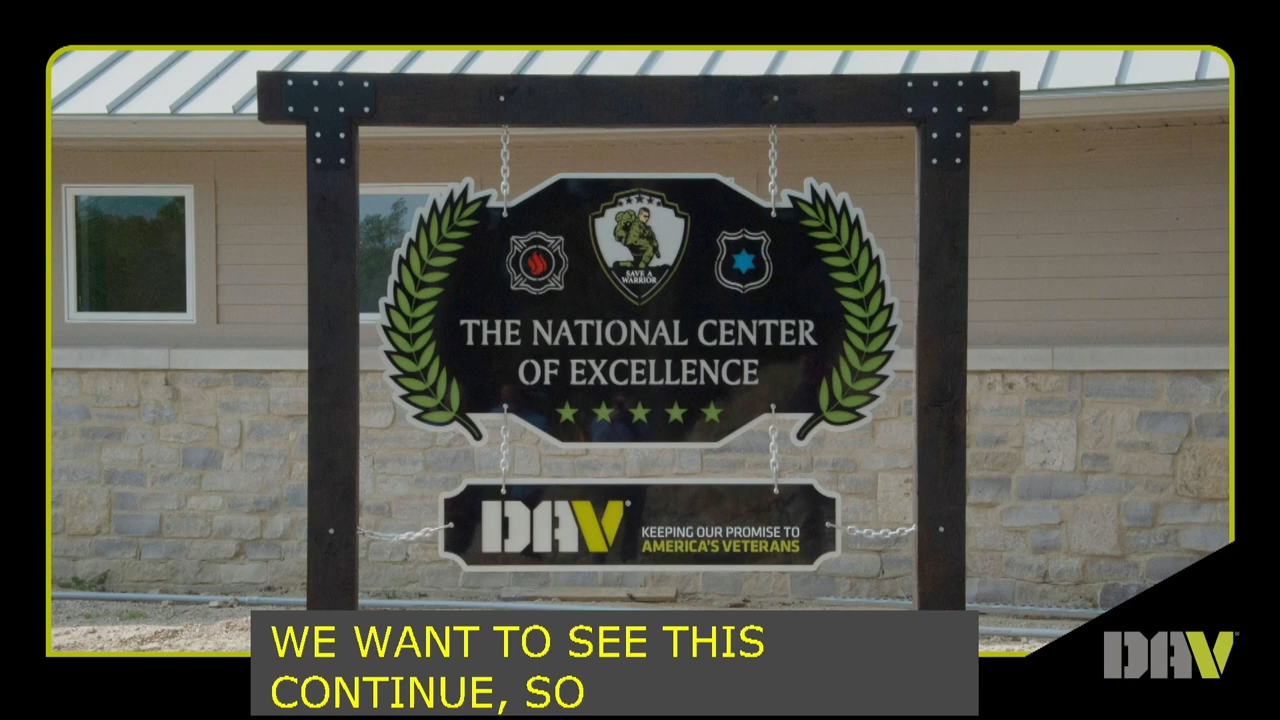 SAVE A
WARRIOR
THE NATIONAL CENTER
OF EXCELLENCE
DAV®
KEEPING OUR PROMISE TO
AMERICA'S VETERANS
WE WANT TO SEE THIS
CONTINUE, SO
DAV